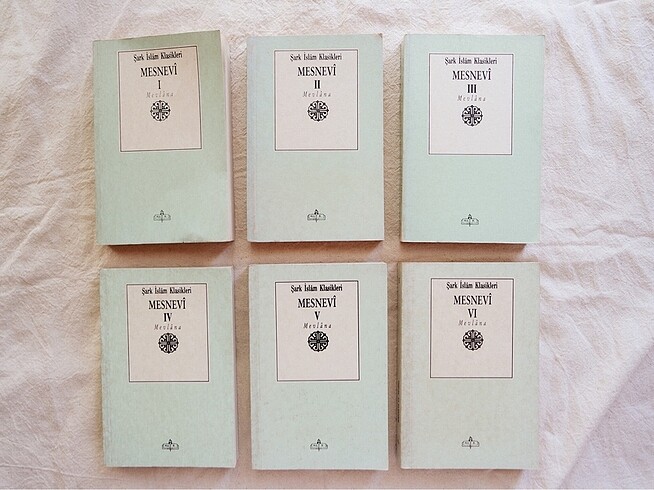 Şark İslâm Klasikleri
MESNEVÎ
I
Mevlâna
Şark İslâm Klasikleri
MESNEVÎ
II
Mevlâna
Şark İslâm Klasikleri
MESNEVÎ
III
Mevlâna
Şark İslâm Klasikleri
MESNEVÎ
IV
Mevlâna
Şark İslâm Klasikleri
MESNEVÎ
V
Mevlâna
Şark İslâm Klasikleri
MESNEVÎ
VI
Mevlâna